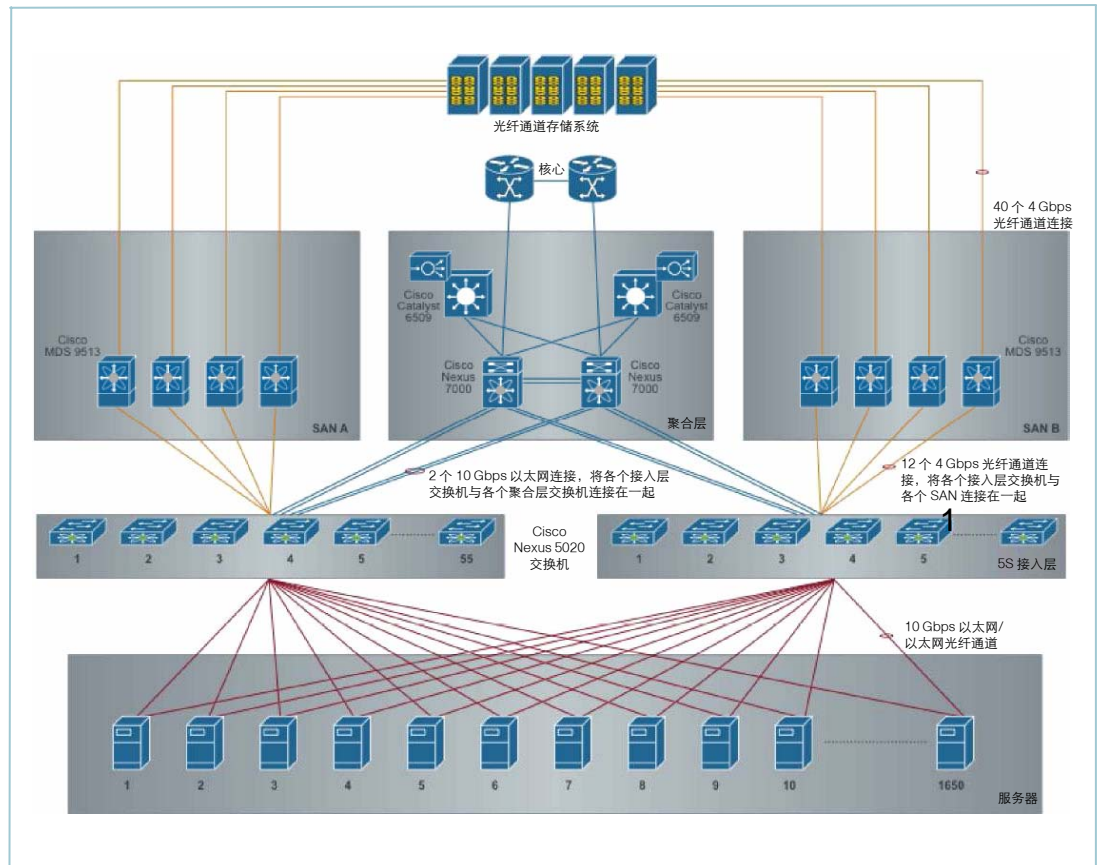 光纤通道存储系统
核心
40 个 4 Gbps
光纤通道连接
Cisco
Catalyst
6509
Cisco
Catalyst
6509
Cisco
MDS 9513
Cisco
Nexus
7000
Cisco
Nexus
7000
Cisco
MDS 9513
SAN A
聚合层
SAN B
2 个 10 Gbps 以太网连接，将各个接入层
交换机与各个聚合层交换机连接在一起
12 个 4 Gbps 光纤通道连
接，将各个接入层交换机与
各个 SAN 连接在一起
1
1 2 3 4 5 55
Cisco
Nexus 5020
交换机
1 2 3 4 5
5S 接入层
10 Gbps 以太网/
以太网光纤通道
1 2 3 4 5 6 7 8 9 10 1650
服务器